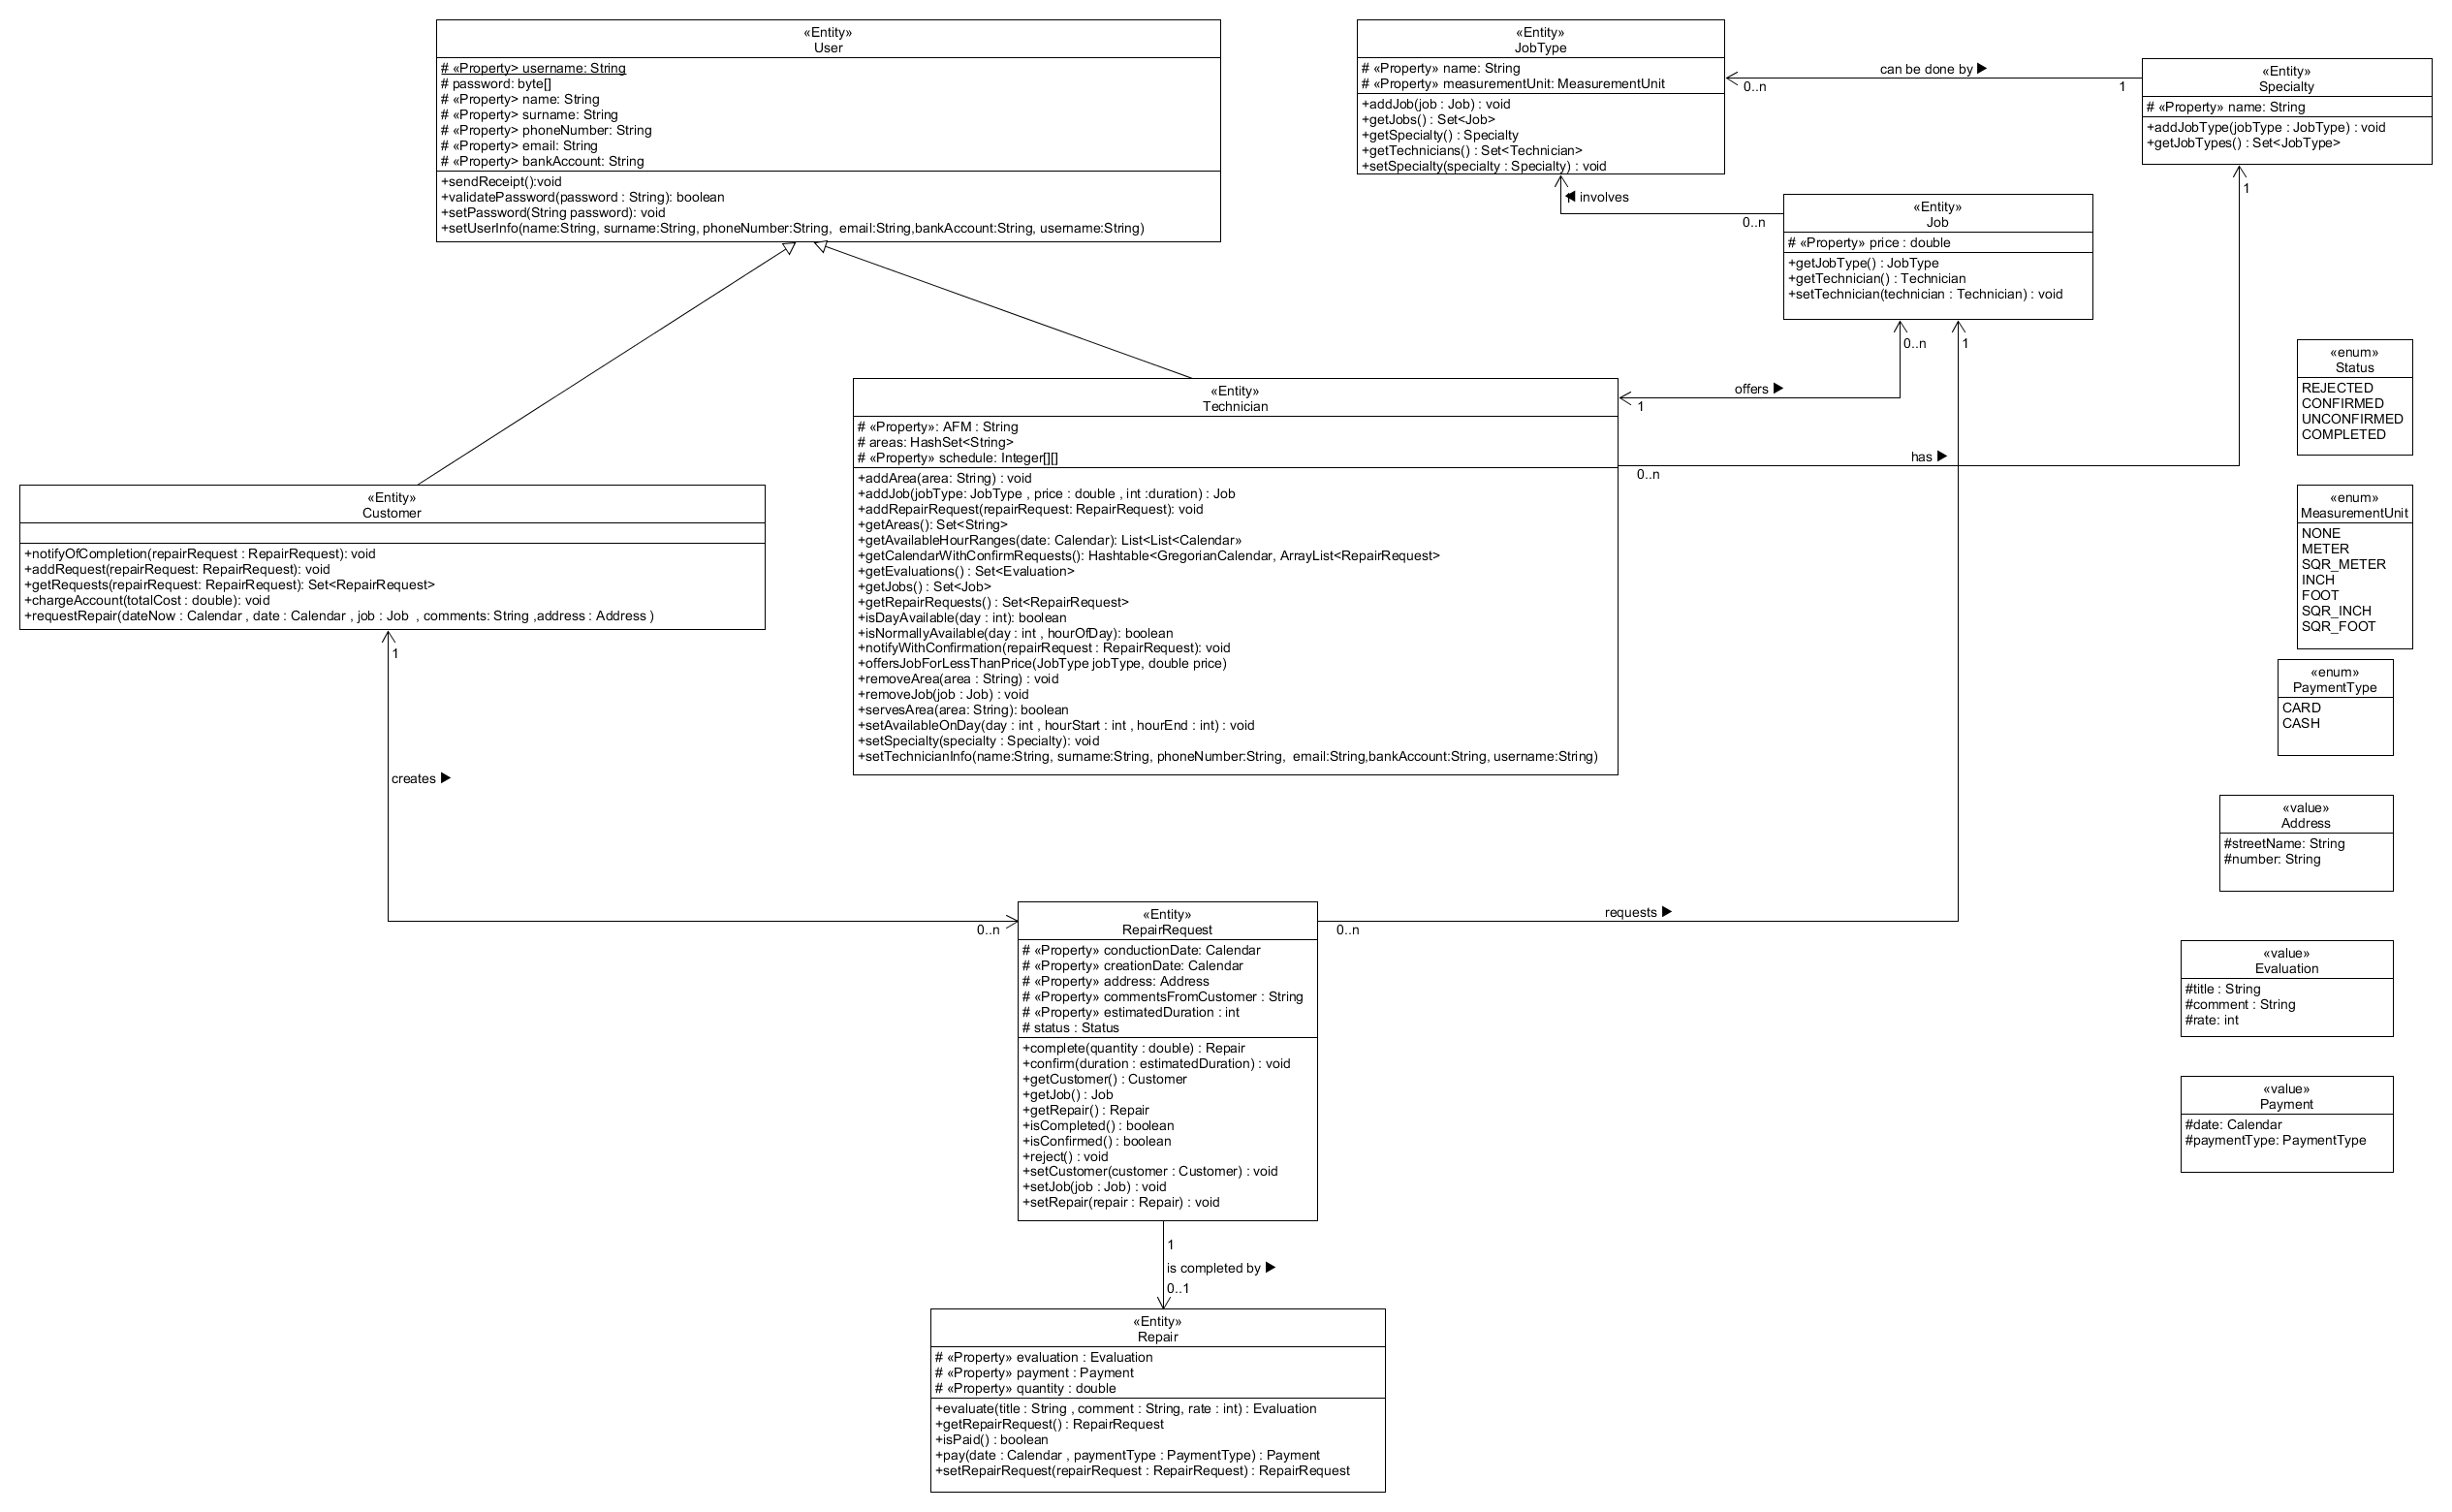 «Entity»
User
# «Property> username: String
# password: byte[]
# «Property> name: String
# «Property> surname: String
# «Property> phoneNumber: String
# «Property> email: String
# «Property> bankAccount: String
+sendReceipt():void
+validatePassword(password : String): boolean
+setPassword(String password): void
+setUserInfo(name:String, surname:String, phoneNumber:String,  email:String,bankAccount:String, username:String)
«Entity»
JobType
# «Property» name: String
# «Property» measurementUnit: MeasurementUnit
+addJob(job : Job) : void
+getJobs() : Set<Job>
+getSpecialty() : Specialty
+getTechnicians() : Set<Technician>
+setSpecialty(specialty : Specialty) : void
can be done by ▶
0..n
1
«Entity»
Specialty
# «Property» name: String
+addJobType(jobType : JobType) : void
+getJobTypes() : Set<JobType>
1
◀ involves
0..n
«Entity»
Job
# «Property» price : double
+getJobType() : JobType
+getTechnician() : Technician
+setTechnician(technician : Technician) : void
0..n
1
offers ▶
1
has ▶
0..n
«enum»
Status
REJECTED
CONFIRMED
UNCONFIRMED
COMPLETED
«Entity»
Technician
# «Property»: AFM : String
# areas: HashSet<String>
# «Property» schedule: Integer[][]
+addArea(area: String) : void
+addJob(jobType: JobType , price : double , int :duration) : Job
+addRepairRequest(repairRequest: RepairRequest): void
+getAreas(): Set<String>
+getAvailableHourRanges(date: Calendar): List<List<Calendar»
+getCalendarWithConfirmRequests(): Hashtable<GregorianCalendar, ArrayList<RepairRequest>
+getEvaluations() : Set<Evaluation>
+getJobs() : Set<Job>
+getRepairRequests() : Set<RepairRequest>
+isDayAvailable(day : int): boolean
+isNormallyAvailable(day : int , hourOfDay): boolean
+notifyWithConfirmation(repairRequest : RepairRequest): void
+offersJobForLessThanPrice(JobType jobType, double price)
+removeArea(area : String) : void
+removeJob(job : Job) : void
+servesArea(area: String): boolean
+setAvailableOnDay(day : int , hourStart : int , hourEnd : int) : void
+setSpecialty(specialty : Specialty): void
+setTechnicianInfo(name:String, surname:String, phoneNumber:String,  email:String,bankAccount:String, username:String)
«Entity»
Customer
+notifyOfCompletion(repairRequest : RepairRequest): void
+addRequest(repairRequest: RepairRequest): void
+getRequests(repairRequest: RepairRequest): Set<RepairRequest>
+chargeAccount(totalCost : double): void
+requestRepair(dateNow : Calendar , date : Calendar , job : Job  , comments: String ,address : Address )
1
creates ▶
0..n
«enum»
MeasurementUnit
NONE
METER
SQR_METER
INCH
FOOT
SQR_INCH
SQR_FOOT
«enum»
PaymentType
CARD
CASH
«value»
Address
#streetName: String
#number: String
«Entity»
RepairRequest
# «Property» conductionDate: Calendar
# «Property» creationDate: Calendar
# «Property» address: Address
# «Property» commentsFromCustomer : String
# «Property» estimatedDuration : int
# status : Status
+complete(quantity : double) : Repair
+confirm(duration : estimatedDuration) : void
+getCustomer() : Customer
+getJob() : Job
+getRepair() : Repair
+isCompleted() : boolean
+isConfirmed() : boolean
+reject() : void
+setCustomer(customer : Customer) : void
+setJob(job : Job) : void
+setRepair(repair : Repair) : void
requests ▶
0..n
«value»
Evaluation
#title : String
#comment : String
#rate: int
«value»
Payment
#date: Calendar
#paymentType: PaymentType
1
is completed by ▶
0..1
«Entity»
Repair
# «Property» evaluation : Evaluation
# «Property» payment : Payment
# «Property» quantity : double
+evaluate(title : String , comment : String, rate : int) : Evaluation
+getRepairRequest() : RepairRequest
+isPaid() : boolean
+pay(date : Calendar , paymentType : PaymentType) : Payment
+setRepairRequest(repairRequest : RepairRequest) : RepairRequest